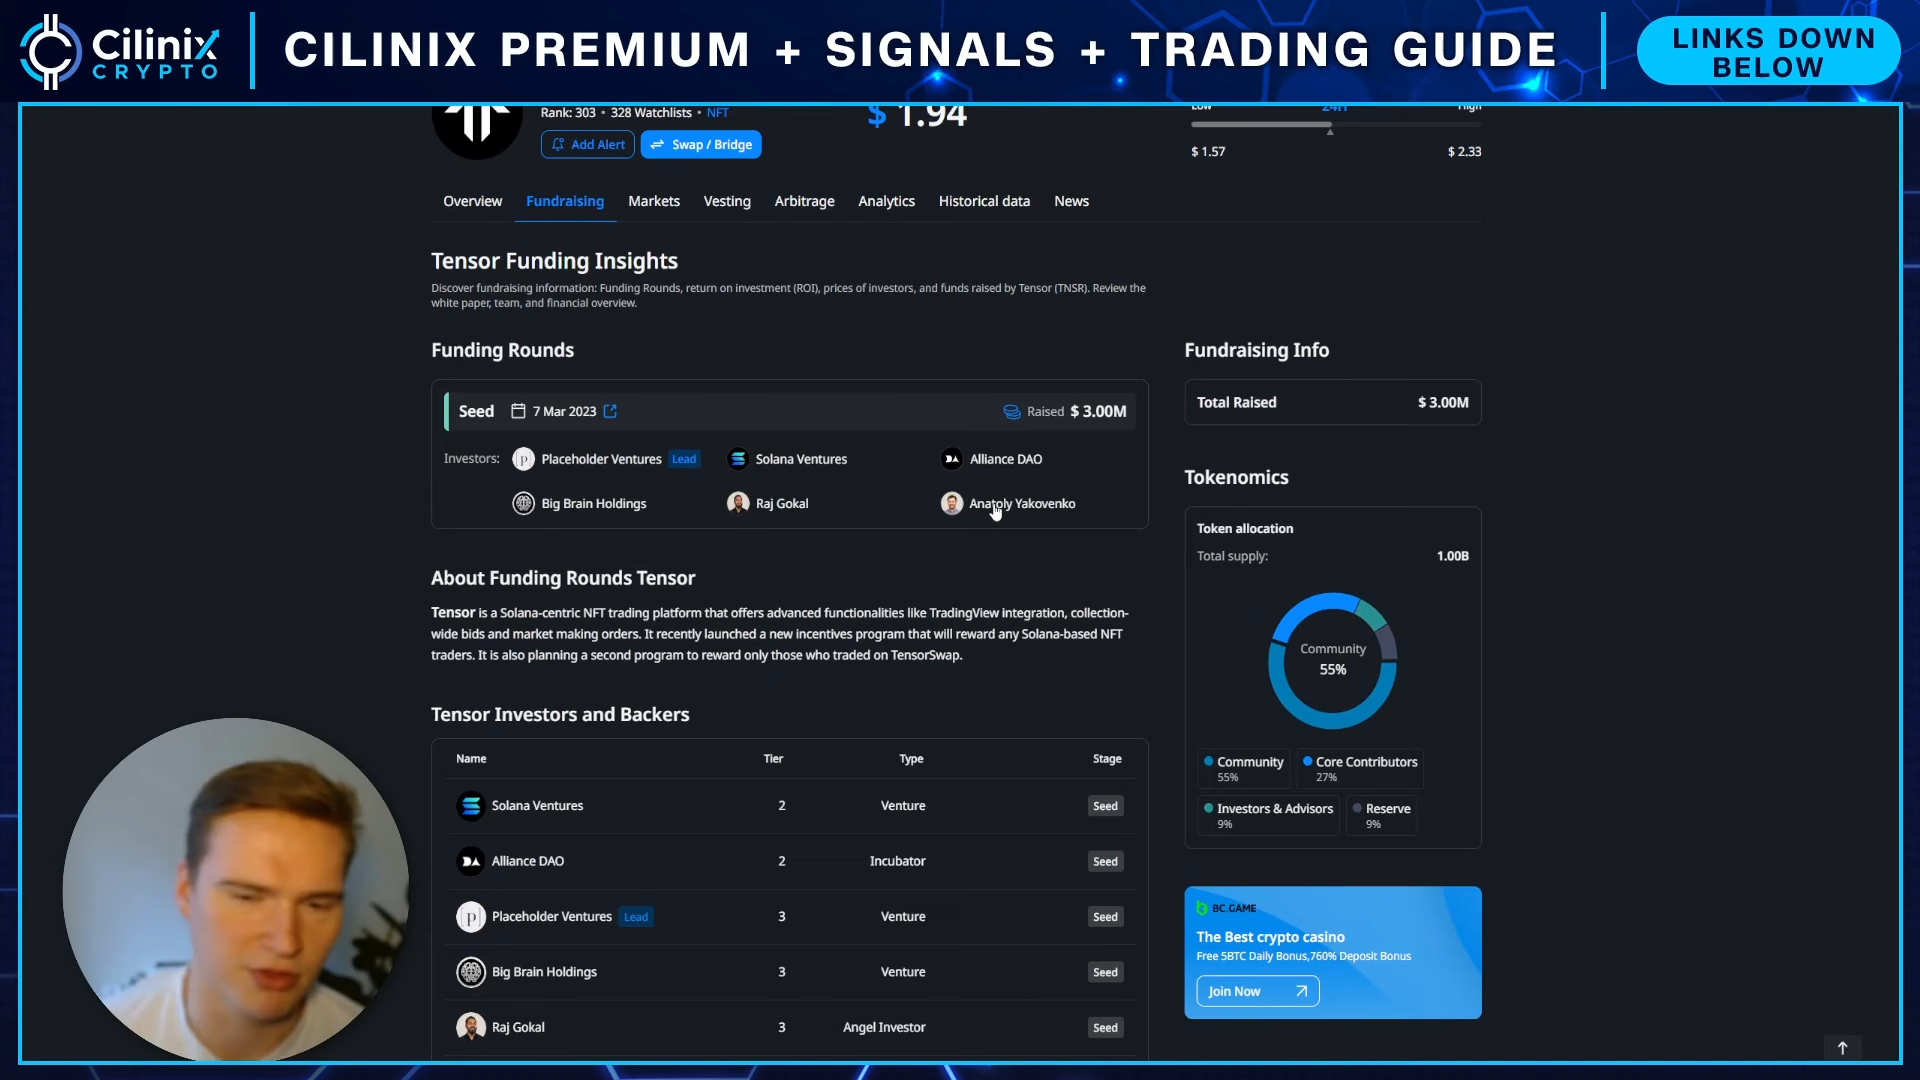 Cilinix
CRYPTO
CILINIX PREMIUM + SIGNALS + TRADING GUIDE
LINKS DOWN
BELOW
Rank: 303 • 328 Watchlists • NFT
$ 1.94
Low 24H High
Add Alert
Swap / Bridge
$ 1.57
$ 2.33
Overview Fundraising Markets Vesting Arbitrage Analytics Historical data News
Tensor Funding Insights
Discover fundraising information: Funding Rounds, return on investment (ROI), prices of investors, and funds raised by Tensor (TNSR). Review the
white paper, team, and financial overview.
Funding Rounds
Seed 7 Mar 2023 Raised $ 3.00M
Investors: Placeholder Ventures Lead Solana Ventures Alliance DAO
Big Brain Holdings Raj Gokal Anatoly Yakovenko
About Funding Rounds Tensor
Tensor is a Solana-centric NFT trading platform that offers advanced functionalities like TradingView integration, collection-
wide bids and market making orders. It recently launched a new incentives program that will reward any Solana-based NFT
traders. It is also planning a second program to reward only those who traded on TensorSwap.
Tensor Investors and Backers
Name Tier Type Stage
Solana Ventures 2 Venture Seed
Alliance DAO 2 Incubator Seed
Placeholder Ventures Lead 3 Venture Seed
Big Brain Holdings 3 Venture Seed
Raj Gokal 3 Angel Investor Seed
Fundraising Info
Total Raised $ 3.00M
Tokenomics
Token allocation
Total supply: 1.00B
Community
55%
Community
55%
Core Contributors
27%
Investors & Advisors
9%
Reserve
9%
BC.GAME
The Best crypto casino
Free 5BTC Daily Bonus,760% Deposit Bonus
Join Now